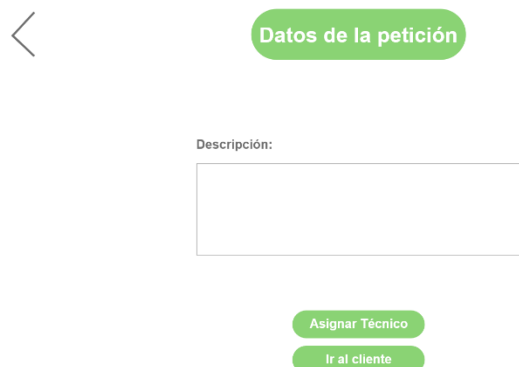 Datos de la petición
Descripción:
Asignar Técnico
Ir al cliente